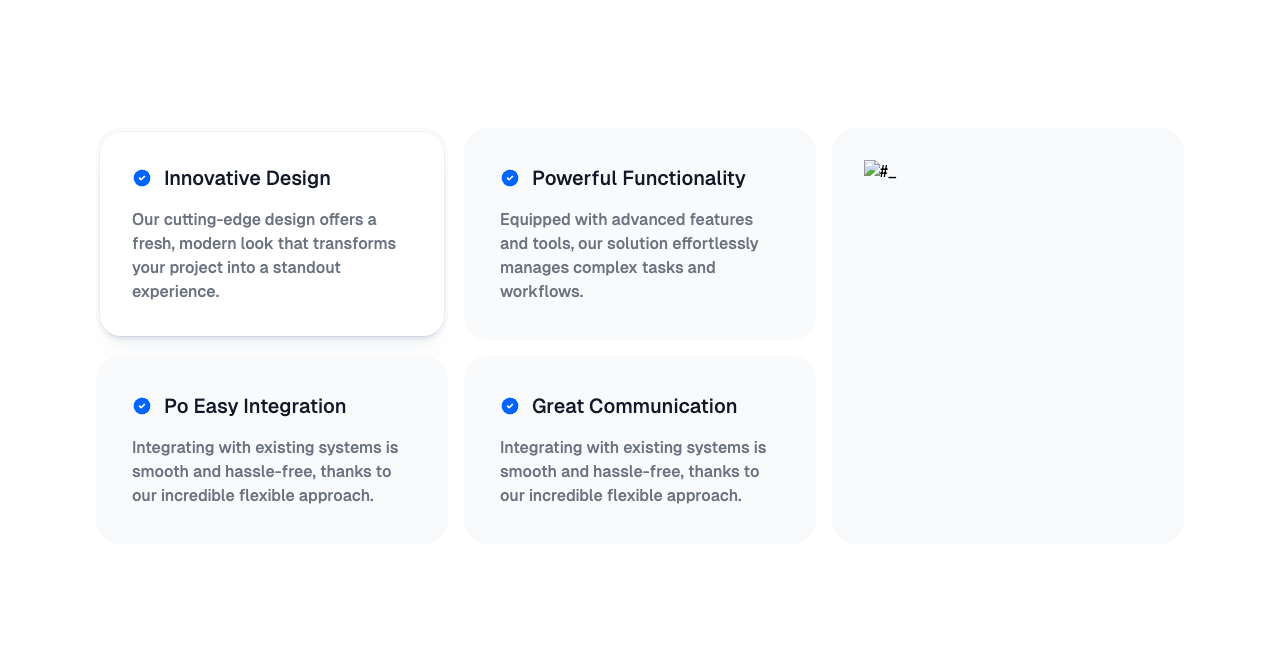 Innovative Design
Our cutting-edge design offers a
fresh, modern look that transforms
your project into a standout
experience.
Powerful Functionality
Equipped with advanced features
and tools, our solution effortlessly
manages complex tasks and
workflows.
#_
Po Easy Integration
Integrating with existing systems is
smooth and hassle-free, thanks to
our incredible flexible approach.
Great Communication
Integrating with existing systems is
smooth and hassle-free, thanks to
our incredible flexible approach.